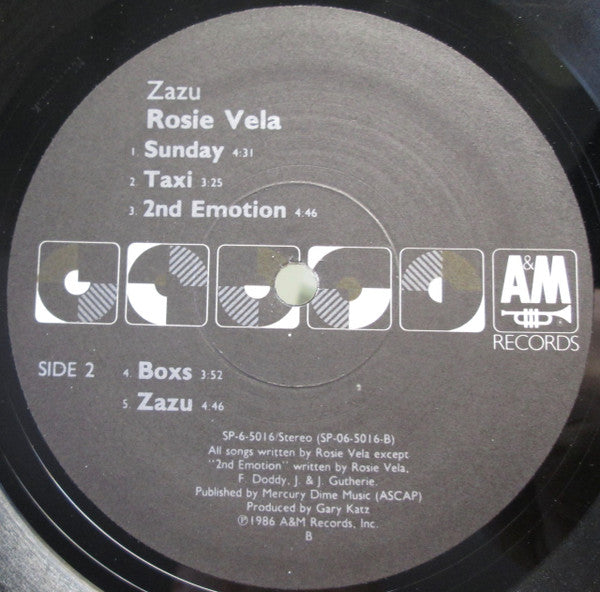 Zazu
Rosie Vela
1. Sunday 4:31
2. Taxi 3:25
3. 2nd Emotion 4:46
A&M
RECORDS
SIDE 2
4. Boxs 3:52
5. Zazu 4:46
SP-6-5016/Stereo (SP-06-5016-B)
All songs written by Rosie Vela except
"2nd Emotion" written by Rosie Vela,
F. Doddy, J. & J. Gutherie.
Published by Mercury Dime Music (ASCAP)
Produced by Gary Katz
℗1986 A&M Records, Inc.
B